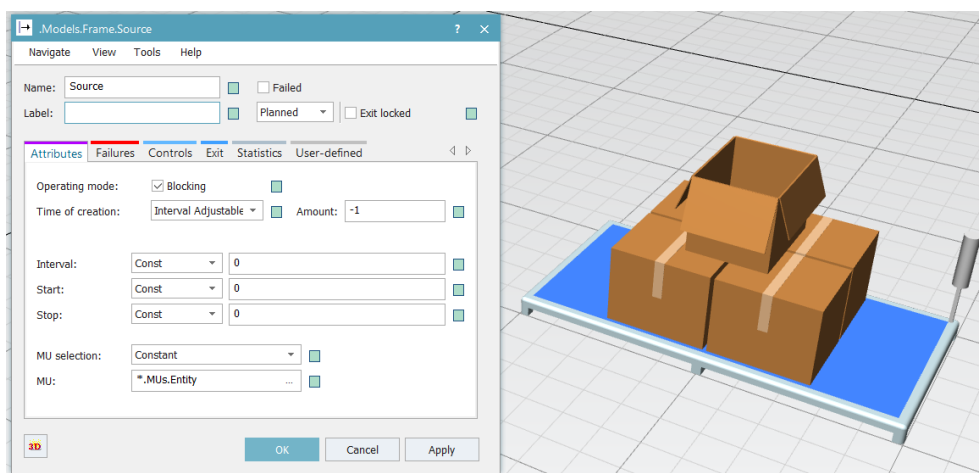 .Models.Frame.Source ? ×
Navigate View Tools Help
Name: Source Failed
Label: Planned Exit locked
Attributes Failures Controls Exit Statistics User-defined
Operating mode: Blocking
Time of creation: Interval Adjustable Amount: -1
Interval: Const 0
Start: Const 0
Stop: Const 0
MU selection: Constant
MU: *.MUs.Entity ...
3D OK Cancel Apply